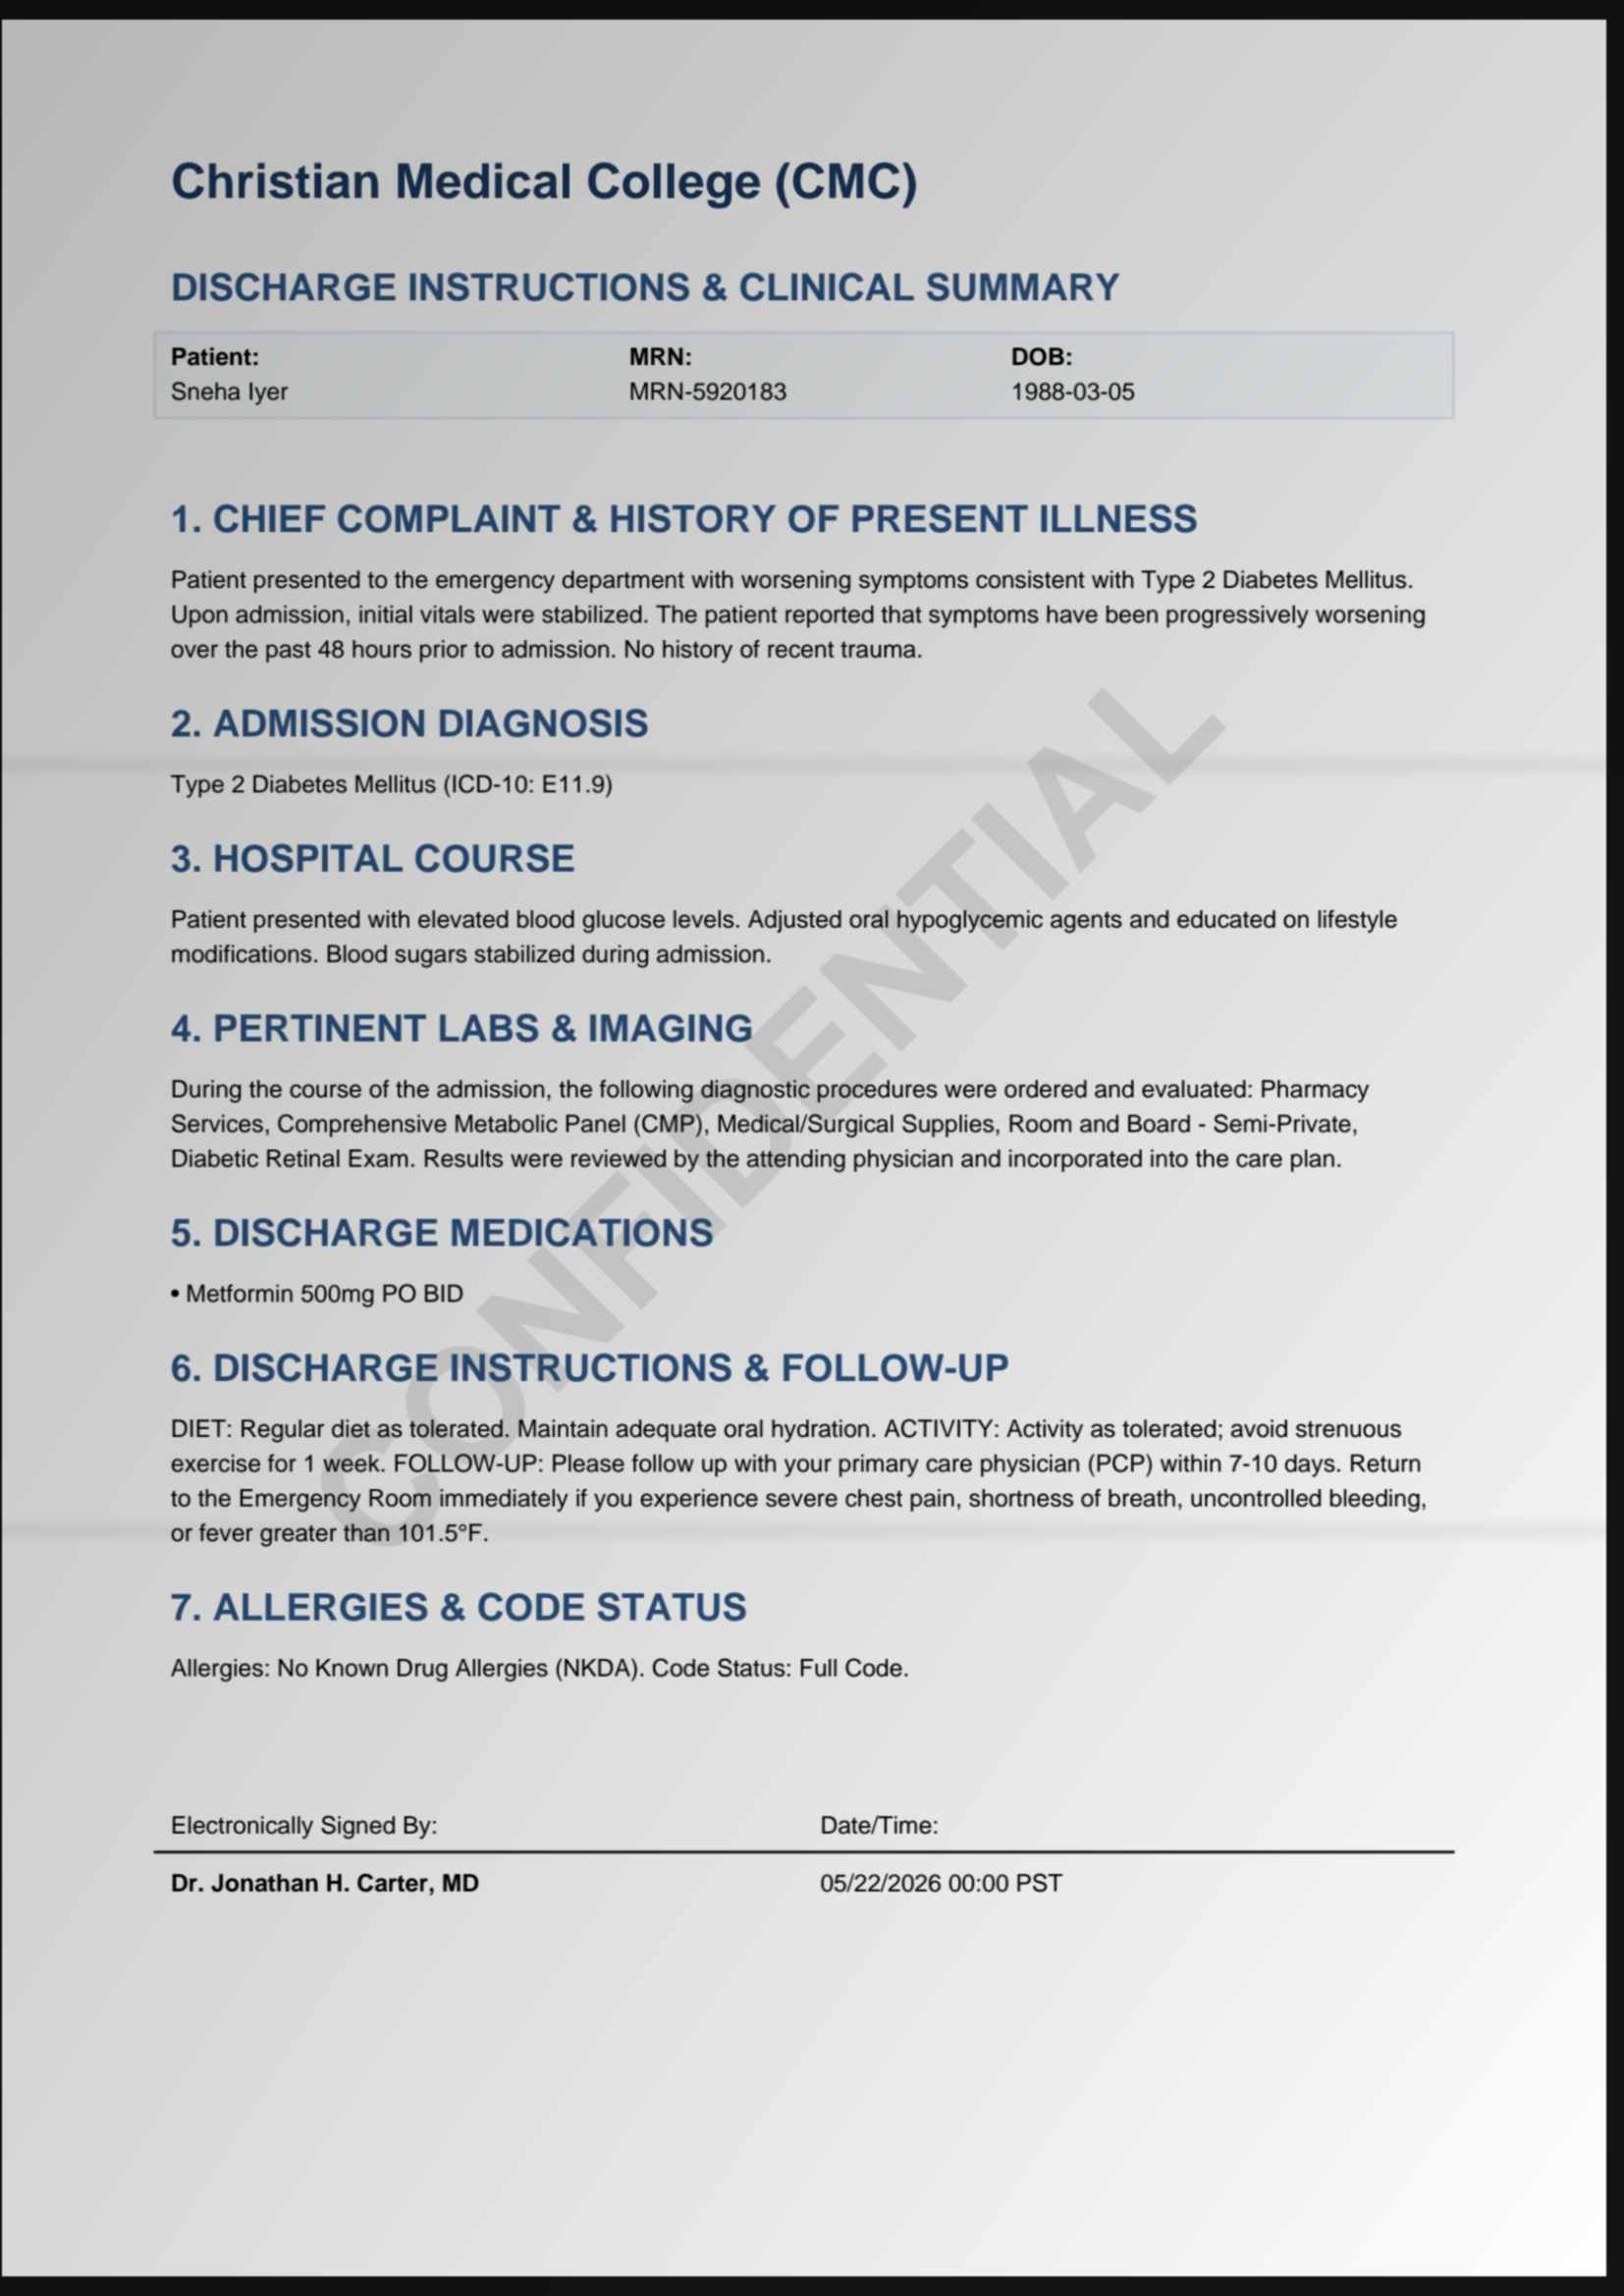 Christian Medical College (CMC)
DISCHARGE INSTRUCTIONS & CLINICAL SUMMARY
Patient: MRN: DOB:
Sneha Iyer MRN-5920183 1988-03-05
1. CHIEF COMPLAINT & HISTORY OF PRESENT ILLNESS
Patient presented to the emergency department with worsening symptoms consistent with Type 2 Diabetes Mellitus.
Upon admission, initial vitals were stabilized. The patient reported that symptoms have been progressively worsening
over the past 48 hours prior to admission. No history of recent trauma.
2. ADMISSION DIAGNOSIS
Type 2 Diabetes Mellitus (ICD-10: E11.9)
3. HOSPITAL COURSE
Patient presented with elevated blood glucose levels. Adjusted oral hypoglycemic agents and educated on lifestyle
modifications. Blood sugars stabilized during admission.
4. PERTINENT LABS & IMAGING
During the course of the admission, the following diagnostic procedures were ordered and evaluated: Pharmacy
Services, Comprehensive Metabolic Panel (CMP), Medical/Surgical Supplies, Room and Board - Semi-Private,
Diabetic Retinal Exam. Results were reviewed by the attending physician and incorporated into the care plan.
5. DISCHARGE MEDICATIONS
• Metformin 500mg PO BID
6. DISCHARGE INSTRUCTIONS & FOLLOW-UP
DIET: Regular diet as tolerated. Maintain adequate oral hydration. ACTIVITY: Activity as tolerated; avoid strenuous
exercise for 1 week. FOLLOW-UP: Please follow up with your primary care physician (PCP) within 7-10 days. Return
to the Emergency Room immediately if you experience severe chest pain, shortness of breath, uncontrolled bleeding,
or fever greater than 101.5°F.
7. ALLERGIES & CODE STATUS
Allergies: No Known Drug Allergies (NKDA). Code Status: Full Code.
Electronically Signed By: Date/Time:
Dr. Jonathan H. Carter, MD 05/22/2026 00:00 PST
CONFIDENTIAL